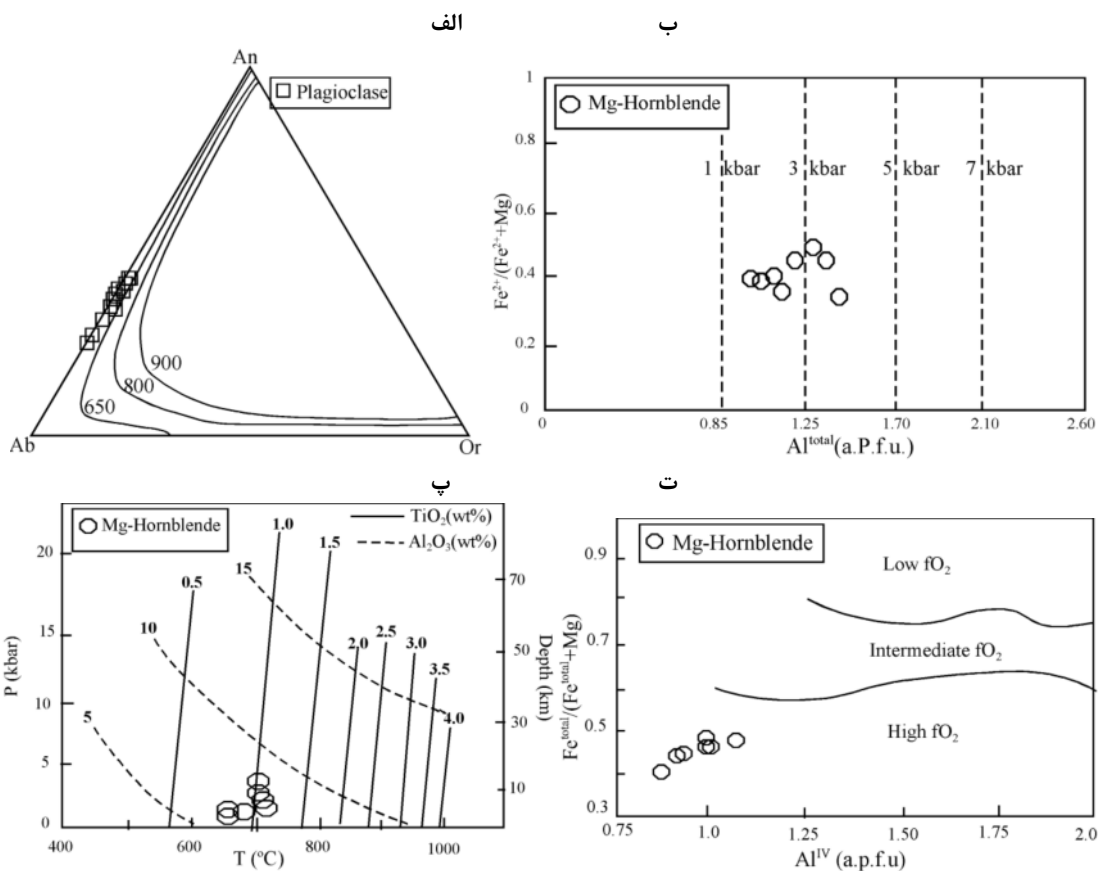 الف
ب
An
Plagioclase
900
800
650
Ab
Or
Mg-Hornblende
1
0.8
0.6
0.4
0.2
0
1 kbar
3 kbar
5 kbar
7 kbar
Fe²⁺/(Fe²⁺+Mg)
0
0.85
1.25
1.70
2.10
2.60
Alᵗᵒᵗᵃˡ(a.P.f.u.)
پ
ت
Mg-Hornblende
TiO₂(wt%)
Al₂O₃(wt%)
20
15
10
5
0
P (kbar)
0.5
1.0
1.5
2.0
2.5
3.0
3.5
4.0
15
10
5
70
50
30
10
Depth (km)
400
600
800
1000
T (ºC)
Mg-Hornblende
Low fO₂
Intermediate fO₂
High fO₂
0.9
0.7
0.5
0.3
Feᵗᵒᵗᵃˡ/(Feᵗᵒᵗᵃˡ+Mg)
0.75
1.0
1.25
1.50
1.75
2.0
Alᴵⱽ (a.p.f.u)